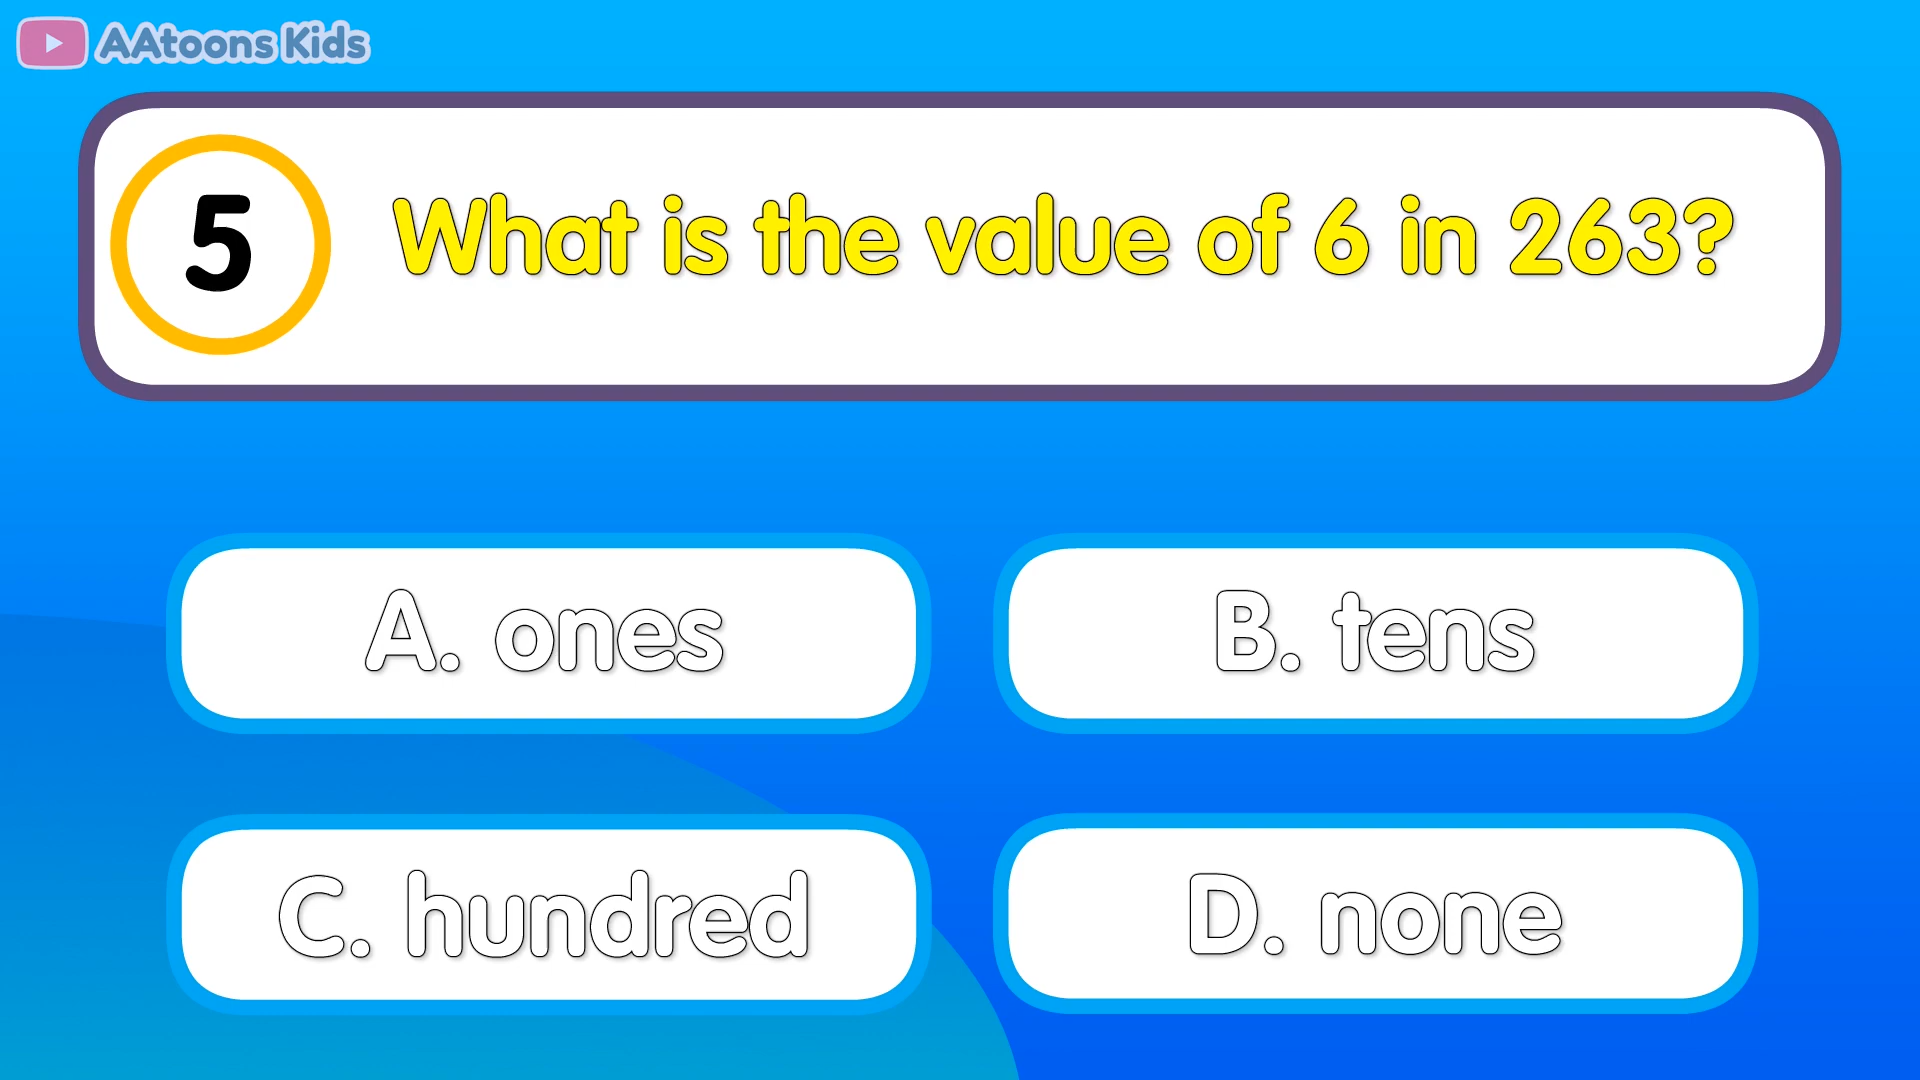 AAtoons Kids
5
What is the value of 6 in 263?
A. ones
B. tens
C. hundred
D. none